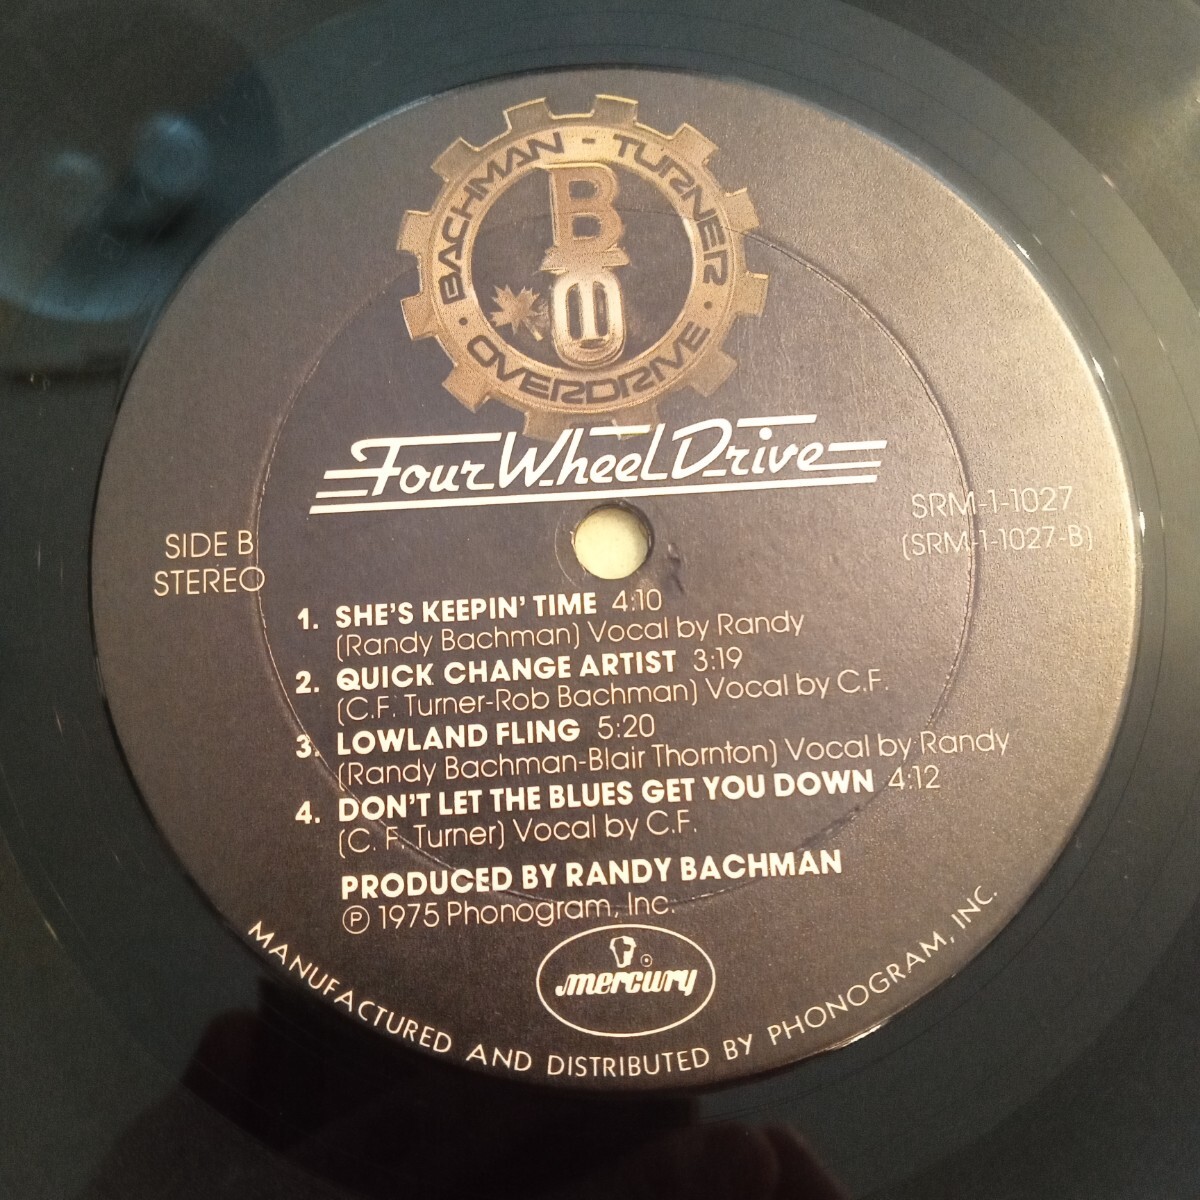 BACHMAN - TURNER · OVERDRIVE ·
BTO
Four Wheel Drive
SIDE B
STEREO
SRM-1-1027
(SRM-1-1027-B)
1. SHE'S KEEPIN' TIME 4:10
(Randy Bachman) Vocal by Randy
2. QUICK CHANGE ARTIST 3:19
(C.F. Turner-Rob Bachman) Vocal by C.F.
3. LOWLAND FLING 5:20
(Randy Bachman-Blair Thornton) Vocal by Randy
4. DON'T LET THE BLUES GET YOU DOWN 4:12
(C. F. Turner) Vocal by C.F.
PRODUCED BY RANDY BACHMAN
℗ 1975 Phonogram, Inc.
mercury
MANUFACTURED AND DISTRIBUTED BY PHONOGRAM, INC.